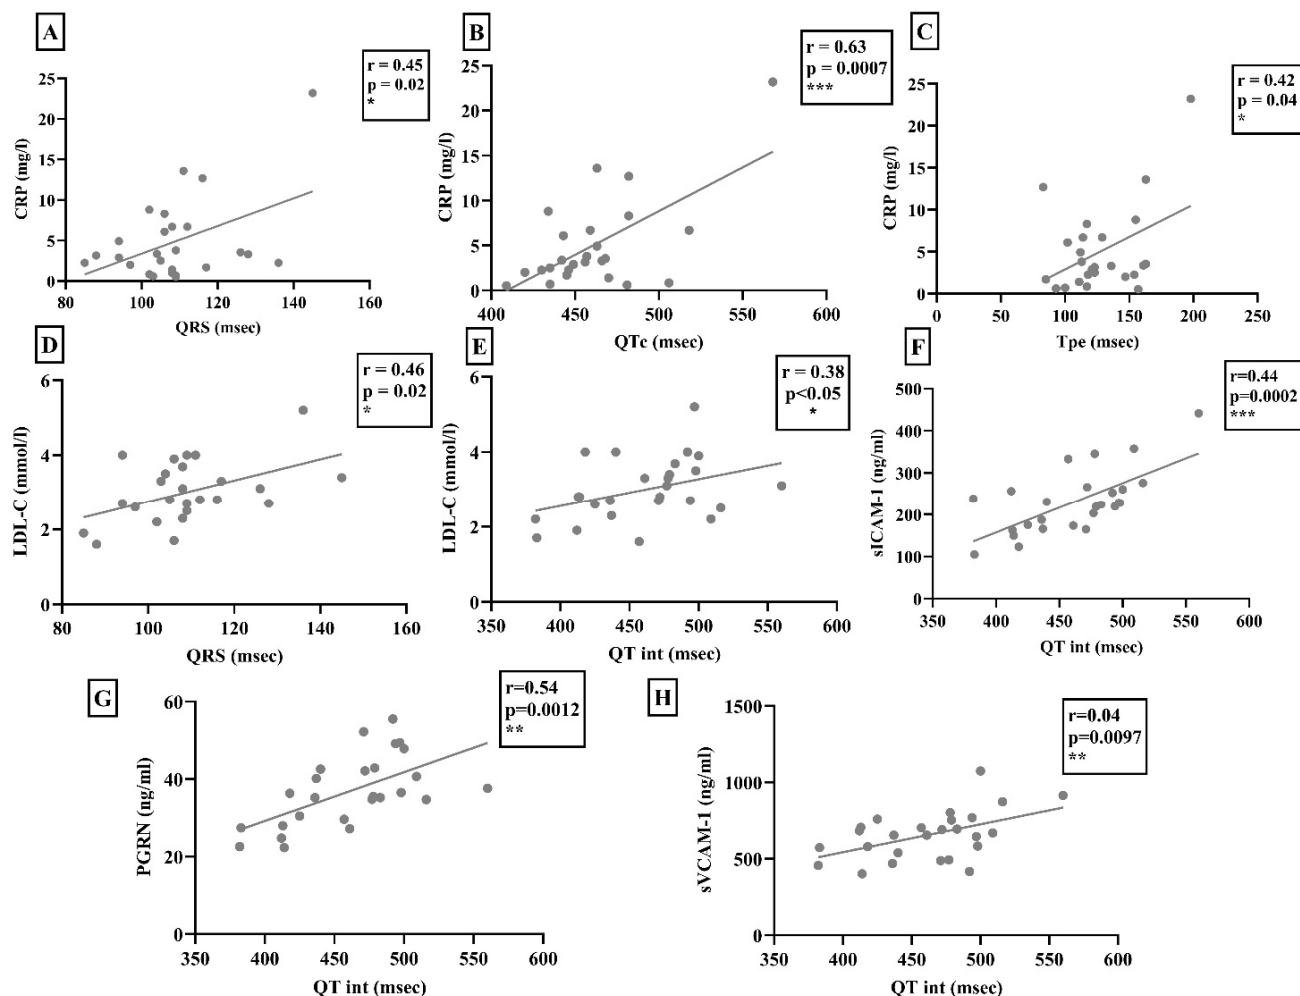 A
r = 0.45
p = 0.02
*
25
20
15
10
5
0
CRP (mg/l)
80 100 120 140 160
QRS (msec)
B
r = 0.63
p = 0.0007
***
25
20
15
10
5
0
CRP (mg/l)
400 450 500 550 600
QTc (msec)
C
r = 0.42
p = 0.04
*
25
20
15
10
5
0
CRP (mg/l)
0 50 100 150 200 250
Tpe (msec)
D
r = 0.46
p = 0.02
*
6
4
2
0
LDL-C (mmol/l)
80 100 120 140 160
QRS (msec)
E
r = 0.38
p<0.05
*
6
4
2
0
LDL-C (mmol/l)
350 400 450 500 550 600
QT int (msec)
F
r=0.44
p=0.0002
***
500
400
300
200
100
0
sICAM-1 (ng/ml)
350 400 450 500 550 600
QT int (msec)
G
r=0.54
p=0.0012
**
60
40
20
0
PGRN (ng/ml)
350 400 450 500 550 600
QT int (msec)
H
r=0.04
p=0.0097
**
1500
1000
500
0
sVCAM-1 (ng/ml)
350 400 450 500 550 600
QT int (msec)